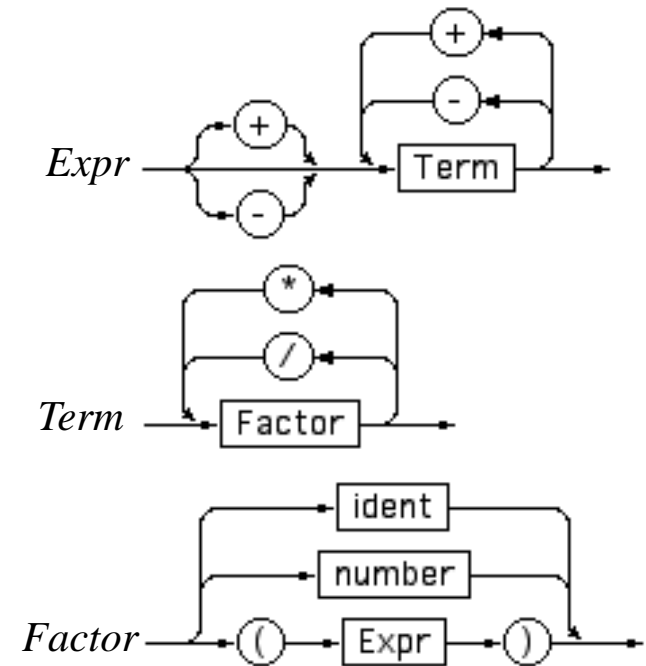 +
+
-
Expr
Term
-
*
/
Term
Factor
ident
number
Factor
(
Expr
)